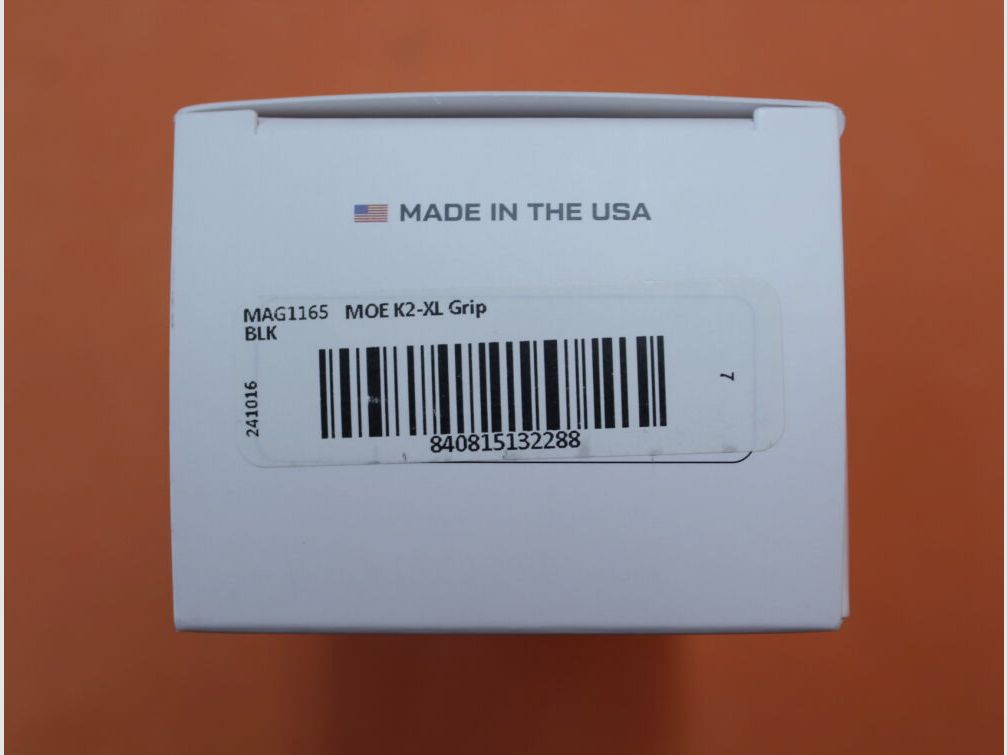 MADE IN THE USA
MAG1165 MOE K2-XL Grip
BLK
241016
7
840815132288